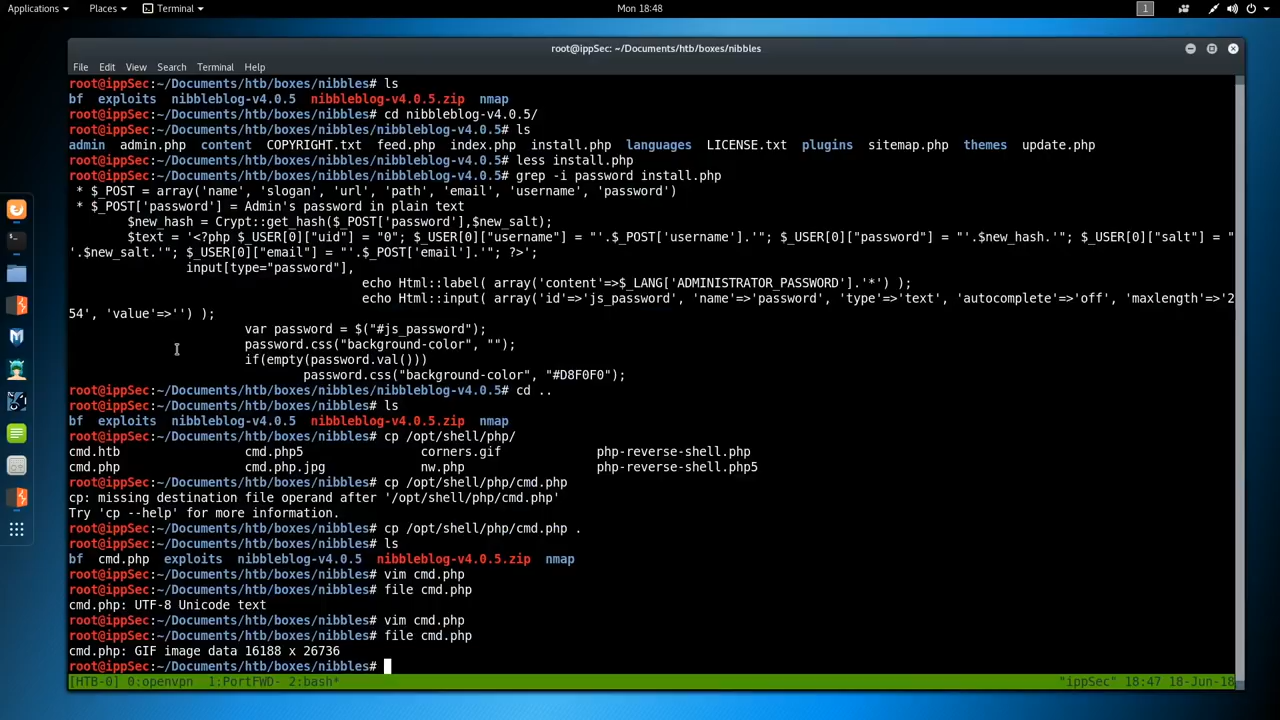 Applications Places Terminal Mon 18:48 1
root@ippSec: ~/Documents/htb/boxes/nibbles
File Edit View Search Terminal Help
root@ippSec:~/Documents/htb/boxes/nibbles# ls
bf exploits nibbleblog-v4.0.5 nibbleblog-v4.0.5.zip nmap
root@ippSec:~/Documents/htb/boxes/nibbles# cd nibbleblog-v4.0.5/
root@ippSec:~/Documents/htb/boxes/nibbles/nibbleblog-v4.0.5# ls
admin admin.php content COPYRIGHT.txt feed.php index.php install.php languages LICENSE.txt plugins sitemap.php themes update.php
root@ippSec:~/Documents/htb/boxes/nibbles/nibbleblog-v4.0.5# less install.php
root@ippSec:~/Documents/htb/boxes/nibbles/nibbleblog-v4.0.5# grep -i password install.php
* $_POST = array('name', 'slogan', 'url', 'path', 'email', 'username', 'password')
* $_POST['password'] = Admin's password in plain text
$new_hash = Crypt::get_hash($_POST['password'],$new_salt);
$text = '<?php $_USER[0]["uid"] = "0"; $_USER[0]["username"] = "'.$_POST['username'].'"; $_USER[0]["password"] = "'.$new_hash.'"; $_USER[0]["salt"] = "
'.$new_salt.'"; $_USER[0]["email"] = "'.$_POST['email'].'"; ?>';
input[type="password"],
echo Html::label( array('content'=>$_LANG['ADMINISTRATOR_PASSWORD'].'*') );
echo Html::input( array('id'=>'js_password', 'name'=>'password', 'type'=>'text', 'autocomplete'=>'off', 'maxlength'=>'2
54', 'value'=>'') );
var password = $("#js_password");
password.css("background-color", "");
if(empty(password.val()))
password.css("background-color", "#D8F0F0");
root@ippSec:~/Documents/htb/boxes/nibbles/nibbleblog-v4.0.5# cd ..
root@ippSec:~/Documents/htb/boxes/nibbles# ls
bf exploits nibbleblog-v4.0.5 nibbleblog-v4.0.5.zip nmap
root@ippSec:~/Documents/htb/boxes/nibbles# cp /opt/shell/php/
cmd.htb cmd.php5 corners.gif php-reverse-shell.php
cmd.php cmd.php.jpg nw.php php-reverse-shell.php5
root@ippSec:~/Documents/htb/boxes/nibbles# cp /opt/shell/php/cmd.php
cp: missing destination file operand after '/opt/shell/php/cmd.php'
Try 'cp --help' for more information.
root@ippSec:~/Documents/htb/boxes/nibbles# cp /opt/shell/php/cmd.php .
root@ippSec:~/Documents/htb/boxes/nibbles# ls
bf cmd.php exploits nibbleblog-v4.0.5 nibbleblog-v4.0.5.zip nmap
root@ippSec:~/Documents/htb/boxes/nibbles# vim cmd.php
root@ippSec:~/Documents/htb/boxes/nibbles# file cmd.php
cmd.php: UTF-8 Unicode text
root@ippSec:~/Documents/htb/boxes/nibbles# vim cmd.php
root@ippSec:~/Documents/htb/boxes/nibbles# file cmd.php
cmd.php: GIF image data 16188 x 26736
root@ippSec:~/Documents/htb/boxes/nibbles#
[HTB-0] 0:openvpn 1:PortFWD- 2:bash* "ippSec" 18:47 18-Jun-18